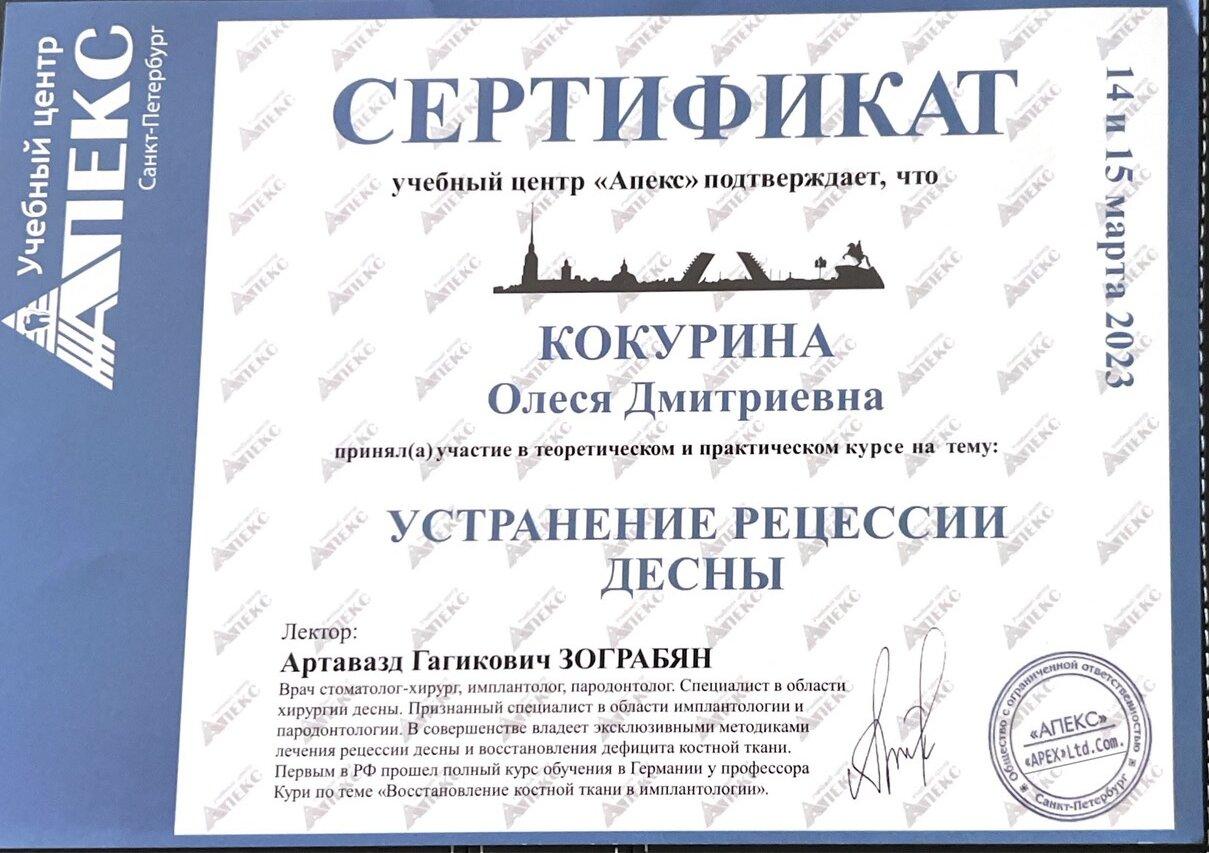 Учебный центр
АПЕКС
Санкт-Петербург
СЕРТИФИКАТ
14 и 15 марта 2023
учебный центр «Апекс» подтверждает, что
КОКУРИНА
Олеся Дмитриевна
принял(а) участие в теоретическом и практическом курсе на тему:
УСТРАНЕНИЕ РЕЦЕССИИ
ДЕСНЫ
Лектор:
Артавазд Гагикович ЗОГРАБЯН
Врач стоматолог-хирург, имплантолог, пародонтолог. Специалист в области
хирургии десны. Признанный специалист в области имплантологии и
пародонтологии. В совершенстве владеет эксклюзивными методиками
лечения рецессии десны и восстановления дефицита костной ткани.
Первым в РФ прошел полный курс обучения в Германии у профессора
Кури по теме «Восстановление костной ткани в имплантологии».
Общество с ограниченной ответственностью
«АПЕКС»
«APEX»Ltd.Com.
Санкт-Петербург